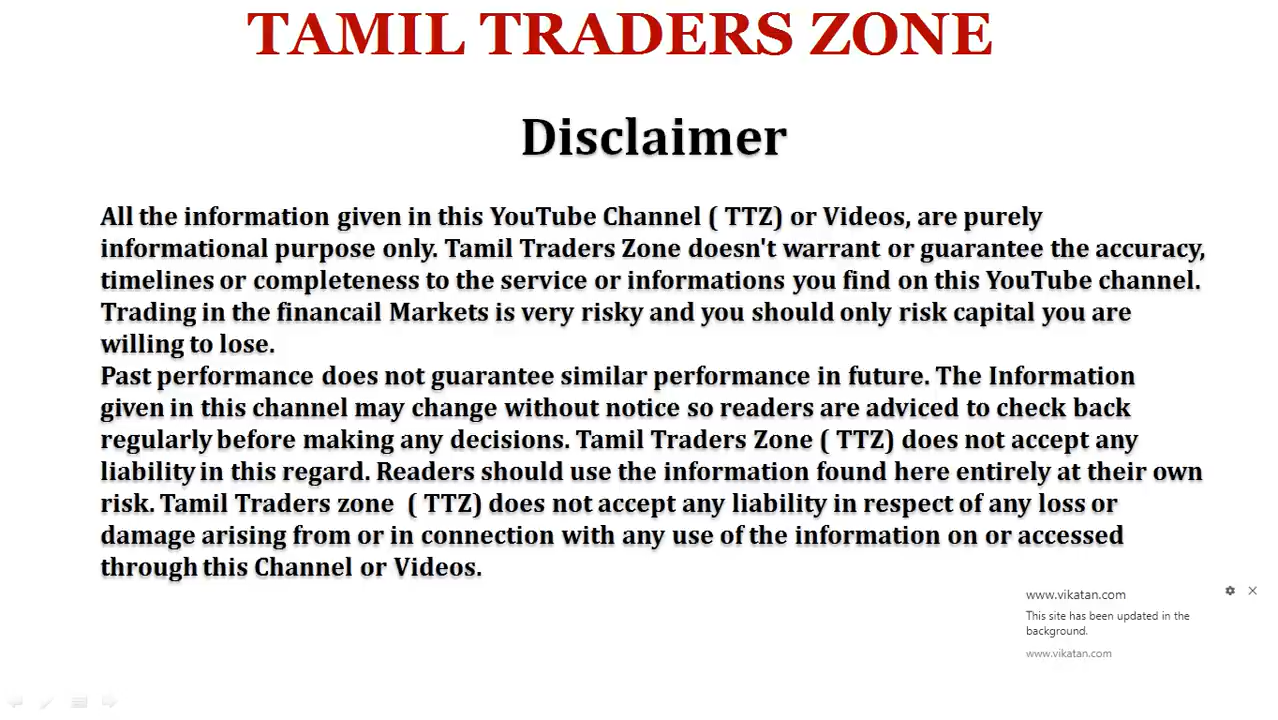 TAMIL TRADERS ZONE
Disclaimer
All the information given in this YouTube Channel ( TTZ) or Videos, are purely
informational purpose only. Tamil Traders Zone doesn't warrant or guarantee the accuracy,
timelines or completeness to the service or informations you find on this YouTube channel.
Trading in the financail Markets is very risky and you should only risk capital you are
willing to lose.
Past performance does not guarantee similar performance in future. The Information
given in this channel may change without notice so readers are adviced to check back
regularly before making any decisions. Tamil Traders Zone ( TTZ) does not accept any
liability in this regard. Readers should use the information found here entirely at their own
risk. Tamil Traders zone  ( TTZ) does not accept any liability in respect of any loss or
damage arising from or in connection with any use of the information on or accessed
through this Channel or Videos.
www.vikatan.com
This site has been updated in the
background.
www.vikatan.com